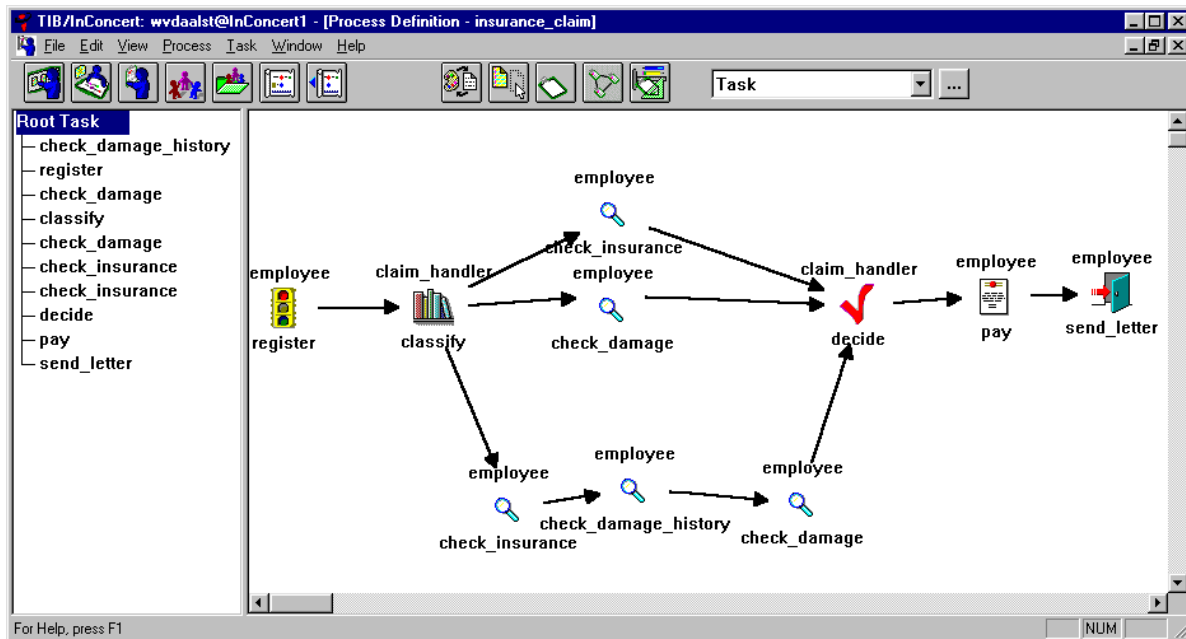 TIB/InConcert: wvdaalst@InConcert1 - [Process Definition - insurance_claim]
File Edit View Process Task Window Help
Task
...
Root Task
check_damage_history
register
check_damage
classify
check_damage
check_insurance
check_insurance
decide
pay
send_letter
employee
check_insurance
employee
register
claim_handler
classify
employee
check_damage
claim_handler
decide
employee
pay
employee
send_letter
employee
check_insurance
employee
check_damage_history
employee
check_damage
For Help, press F1
NUM